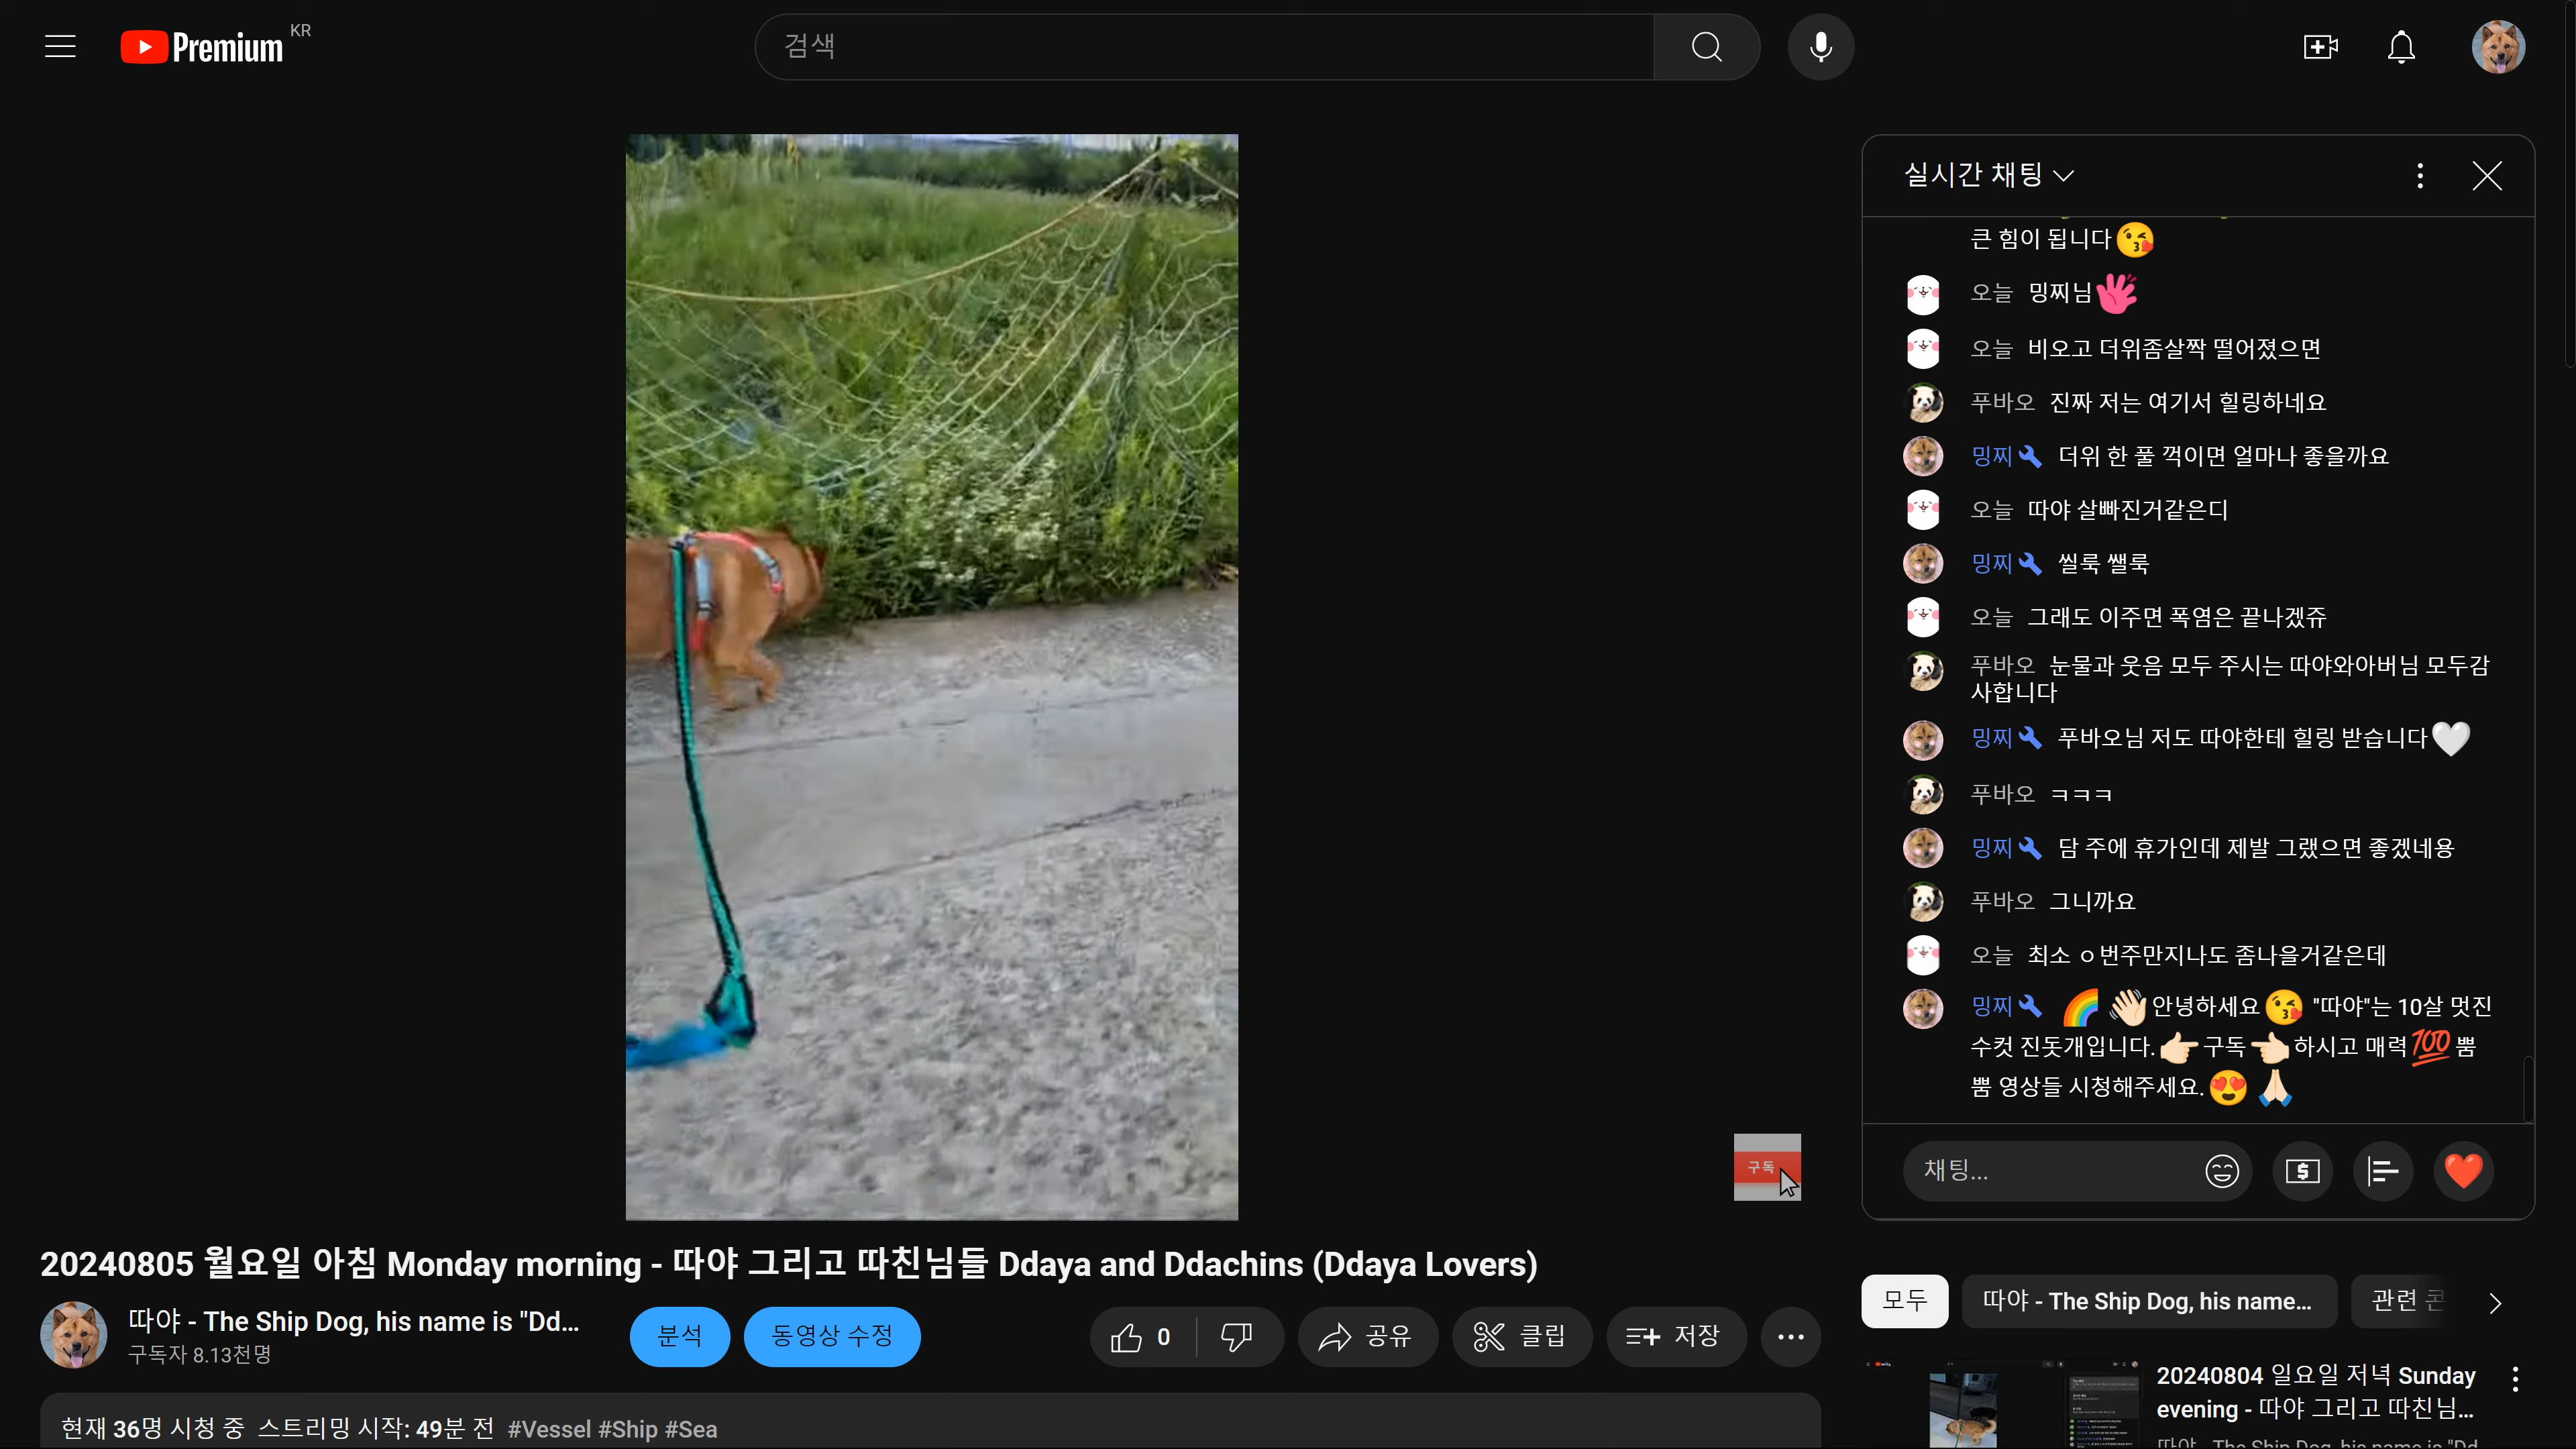 Premium KR
검색
실시간 채팅
큰 힘이 됩니다😘
오늘 밍찌님
오늘 비오고 더위좀살짝 떨어졌으면
푸바오 진짜 저는 여기서 힐링하네요
밍찌 더위 한 풀 꺽이면 얼마나 좋을까요
오늘 따야 살빠진거같은디
밍찌 씰룩 쌜룩
오늘 그래도 이주면 폭염은 끝나겠쥬
푸바오 눈물과 웃음 모두 주시는 따야와아버님 모두감
사합니다
밍찌 푸바오님 저도 따야한테 힐링 받습니다🤍
푸바오 ㅋㅋㅋ
밍찌 담 주에 휴가인데 제발 그랬으면 좋겠네용
푸바오 그니까요
오늘 최소 ㅇ번주만지나도 좀나을거같은데
밍찌 🌈👋🏻안녕하세요😘 "따야"는 10살 멋진
수컷 진돗개입니다.👉🏻구독👈🏻하시고 매력💯뿜
뿜 영상들 시청해주세요.😍🙏🏻
채팅...
구독
20240805 월요일 아침 Monday morning - 따야 그리고 따친님들 Ddaya and Ddachins (Ddaya Lovers)
따야 - The Ship Dog, his name is "Dd...
구독자 8.13천명
분석
동영상 수정
0
공유
클립
저장
현재 36명 시청 중 스트리밍 시작: 49분 전 #Vessel #Ship #Sea
모두
따야 - The Ship Dog, his name...
관련
20240804 일요일 저녁 Sunday
evening - 따야 그리고 따친님...